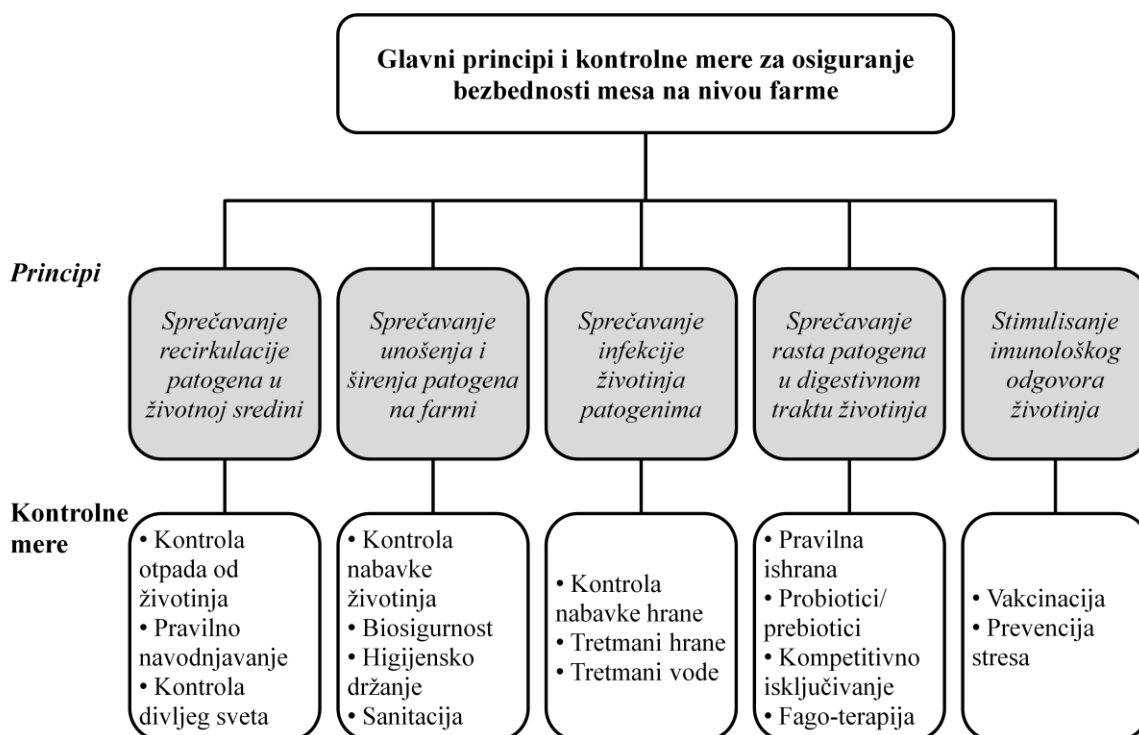 Glavni principi i kontrolne mere za osiguranje
bezbednosti mesa na nivou farme
Principi
Sprečavanje
recirkulacije
patogena u
životnoj sredini
Sprečavanje
unošenja i
širenja patogena
na farmi
Sprečavanje
infekcije
životinja
patogenima
Sprečavanje
rasta patogena
u digestivnom
traktu životinja
Stimulisanje
imunološkog
odgovora
životinja
Kontrolne
mere
• Kontrola
otpada od
životinja
• Pravilno
navodnjavanje
• Kontrola
divljeg sveta
• Kontrola
nabavke
životinja
• Biosigurnost
• Higijensko
držanje
• Sanitacija
• Kontrola
nabavke hrane
• Tretmani hrane
• Tretmani vode
• Pravilna
ishrana
• Probiotici/
prebiotici
• Kompetitivno
isključivanje
• Fago-terapija
• Vakcinacija
• Prevencija
stresa